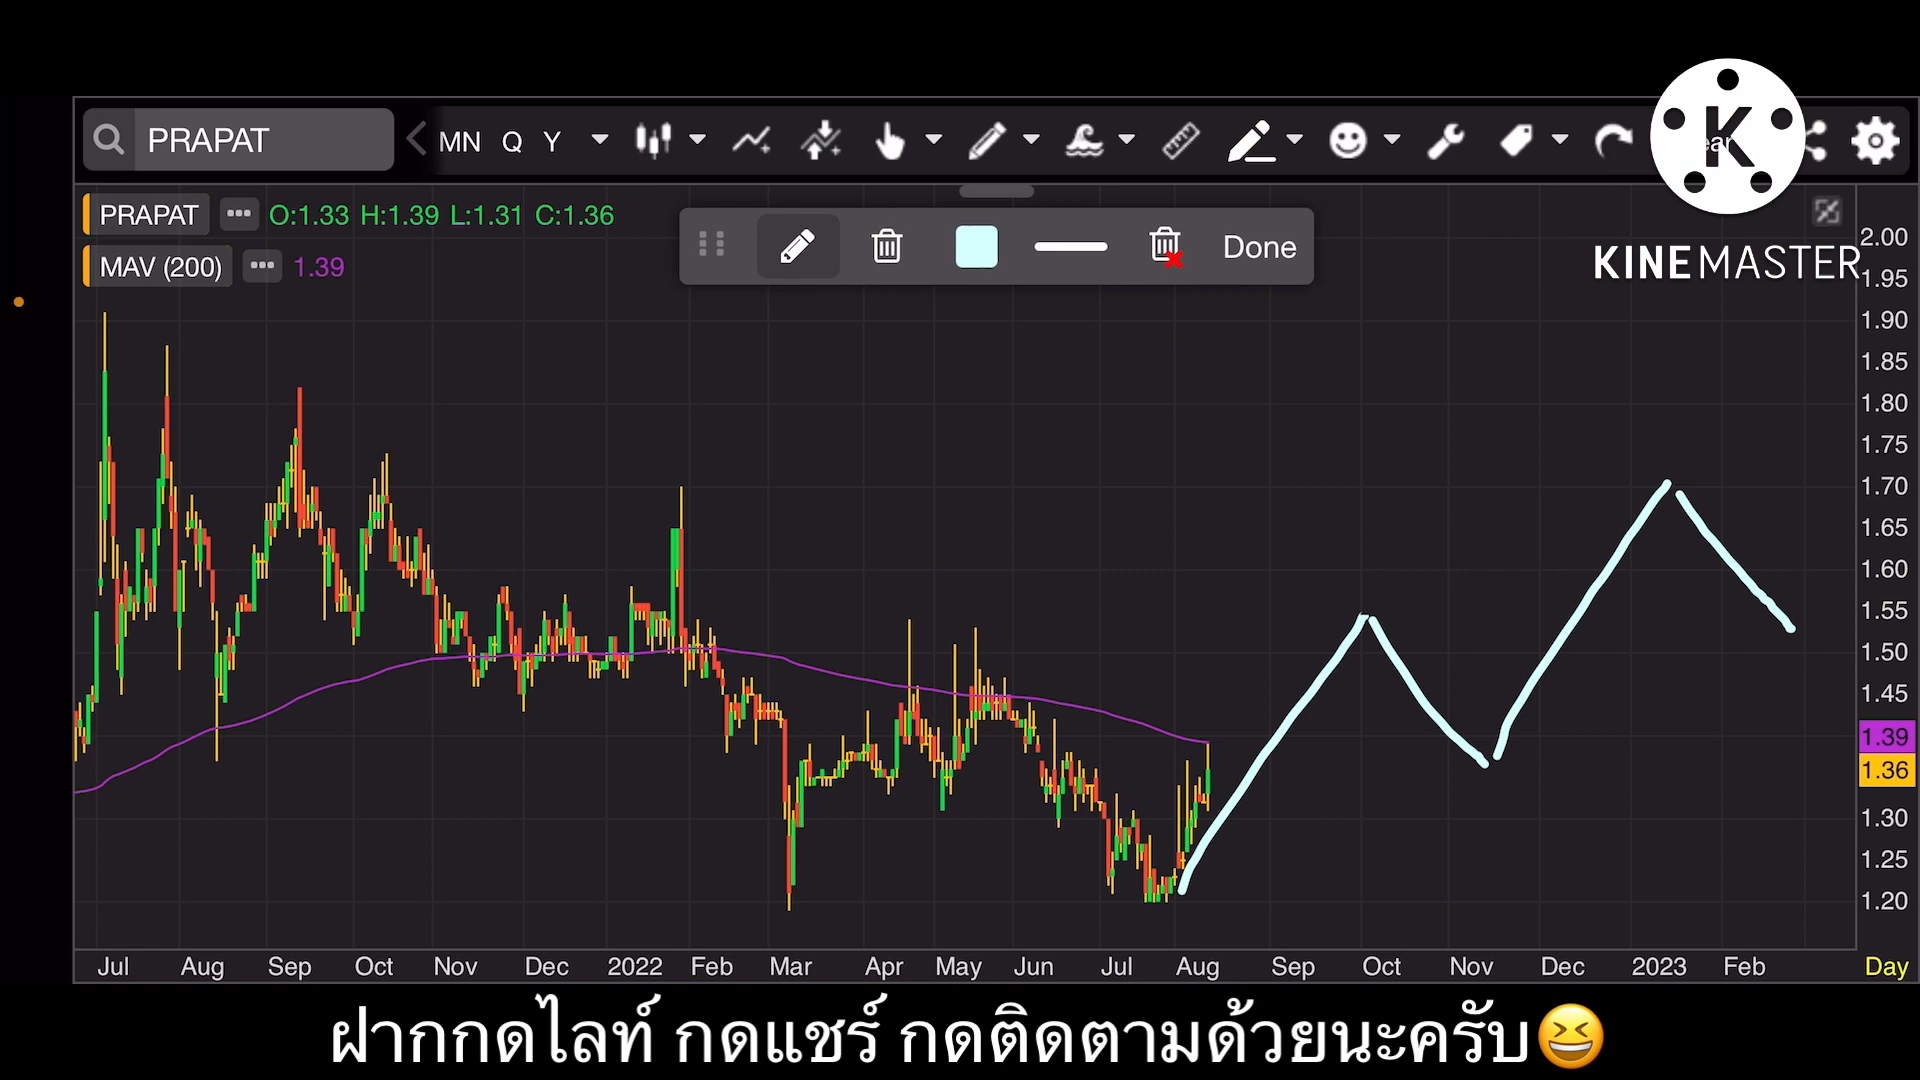 PRAPAT MN Q Y
PRAPAT ••• O:1.33 H:1.39 L:1.31 C:1.36
MAV (200) ••• 1.39
Done
K
KINEMASTER
2.00
1.95
1.90
1.85
1.80
1.75
1.70
1.65
1.60
1.55
1.50
1.45
1.39
1.36
1.30
1.25
1.20
Jul Aug Sep Oct Nov Dec 2022 Feb Mar Apr May Jun Jul Aug Sep Oct Nov Dec 2023 Feb Day
ฝากกดไลท์ กดแชร์ กดติดตามด้วยนะครับ😆